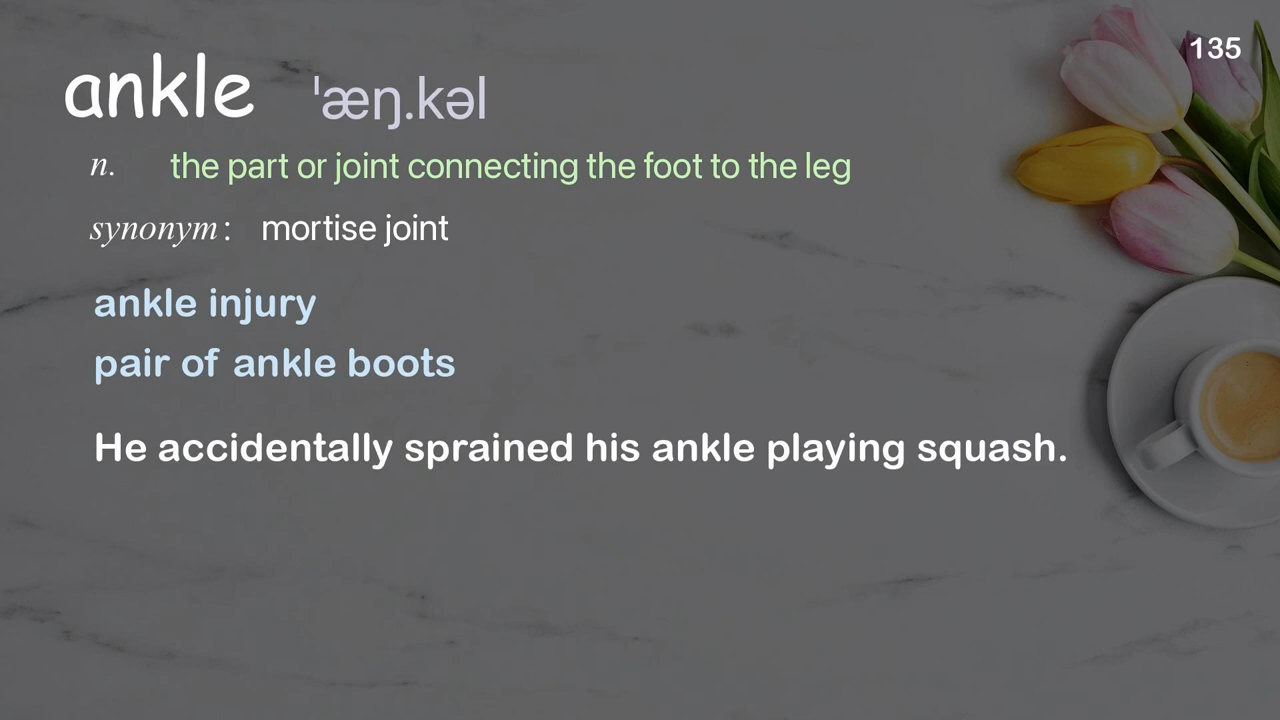 135
ankle ˈæŋ.kəl
n. the part or joint connecting the foot to the leg
synonym: mortise joint
ankle injury
pair of ankle boots
He accidentally sprained his ankle playing squash.